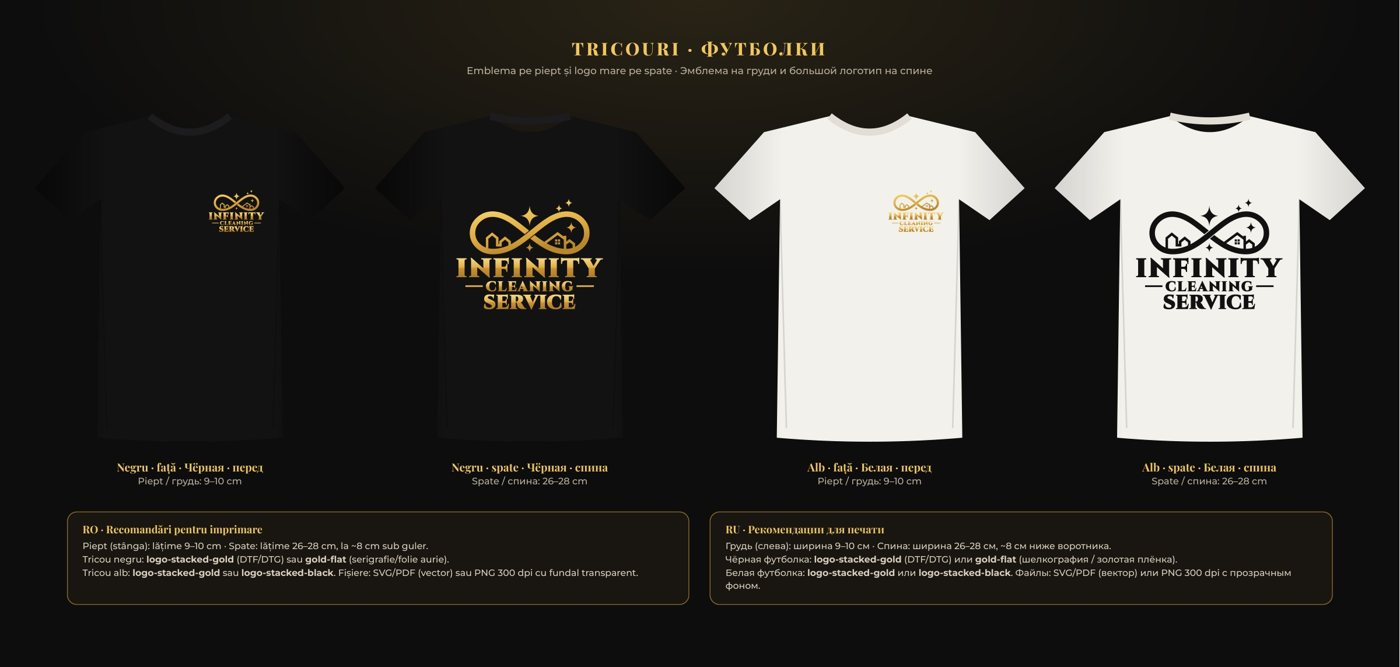 TRICOURI · ФУТБОЛКИ
Emblema pe piept și logo mare pe spate · Эмблема на груди и большой логотип на спине
INFINITY
CLEANING
SERVICE
INFINITY
CLEANING
SERVICE
INFINITY
CLEANING
SERVICE
INFINITY
CLEANING
SERVICE
Negru · față · Чёрная · перед
Piept / грудь: 9–10 cm
Negru · spate · Чёрная · спина
Spate / спина: 26–28 cm
Alb · față · Белая · перед
Piept / грудь: 9–10 cm
Alb · spate · Белая · спина
Spate / спина: 26–28 cm
RO · Recomandări pentru imprimare
Piept (stânga): lățime 9–10 cm · Spate: lățime 26–28 cm, la ~8 cm sub guler.
Tricou negru: logo-stacked-gold (DTF/DTG) sau gold-flat (serigrafie/folie aurie).
Tricou alb: logo-stacked-gold sau logo-stacked-black. Fișiere: SVG/PDF (vector) sau PNG 300 dpi cu fundal transparent.
RU · Рекомендации для печати
Грудь (слева): ширина 9–10 см · Спина: ширина 26–28 см, ~8 см ниже воротника.
Чёрная футболка: logo-stacked-gold (DTF/DTG) или gold-flat (шелкография / золотая плёнка).
Белая футболка: logo-stacked-gold или logo-stacked-black. Файлы: SVG/PDF (вектор) или PNG 300 dpi с прозрачным
фоном.